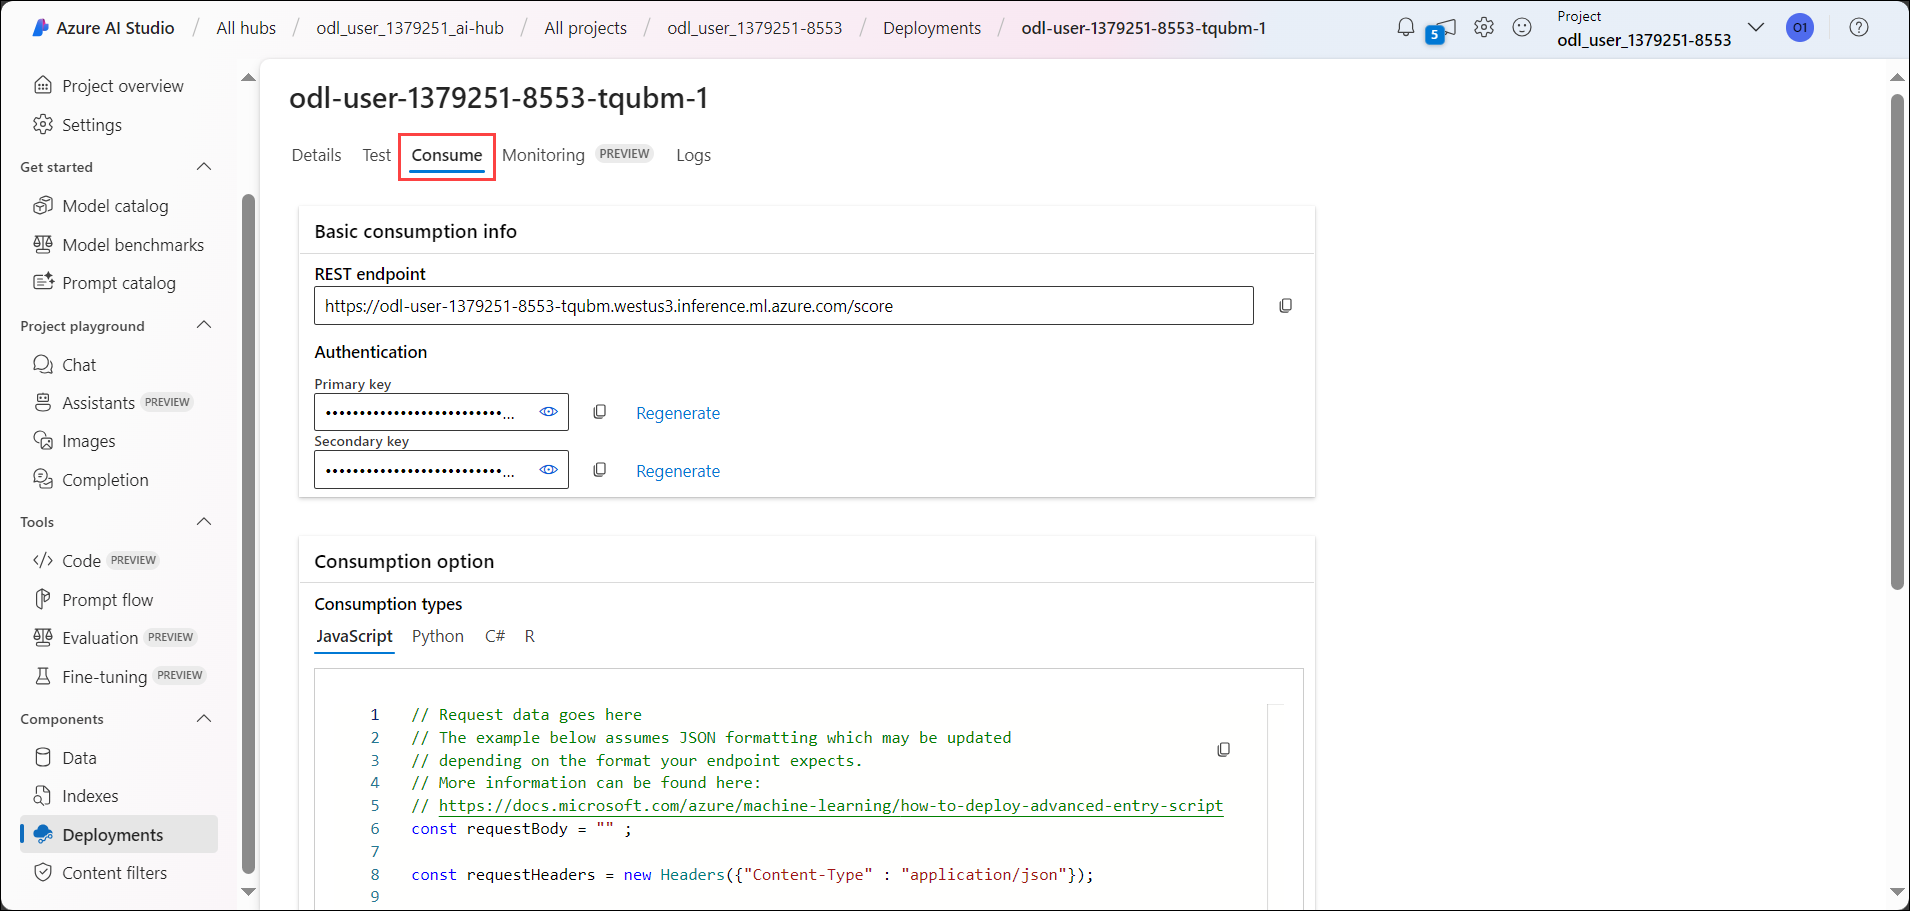 Azure AI Studio / All hubs / odl_user_1379251_ai-hub / All projects / odl_user_1379251-8553 / Deployments / odl-user-1379251-8553-tqubm-1
5
Project
odl_user_1379251-8553
O1
Project overview
Settings
Get started
Model catalog
Model benchmarks
Prompt catalog
Project playground
Chat
Assistants PREVIEW
Images
Completion
Tools
Code PREVIEW
Prompt flow
Evaluation PREVIEW
Fine-tuning PREVIEW
Components
Data
Indexes
Deployments
Content filters
odl-user-1379251-8553-tqubm-1
Details Test Consume Monitoring PREVIEW Logs
Basic consumption info
REST endpoint
https://odl-user-1379251-8553-tqubm.westus3.inference.ml.azure.com/score
Authentication
Primary key
••••••••••••••••••••••••••... Regenerate
Secondary key
••••••••••••••••••••••••••... Regenerate
Consumption option
Consumption types
JavaScript Python C# R
1 // Request data goes here
2 // The example below assumes JSON formatting which may be updated
3 // depending on the format your endpoint expects.
4 // More information can be found here:
5 // https://docs.microsoft.com/azure/machine-learning/how-to-deploy-advanced-entry-script
6 const requestBody = "" ;
7
8 const requestHeaders = new Headers({"Content-Type" : "application/json"});
9